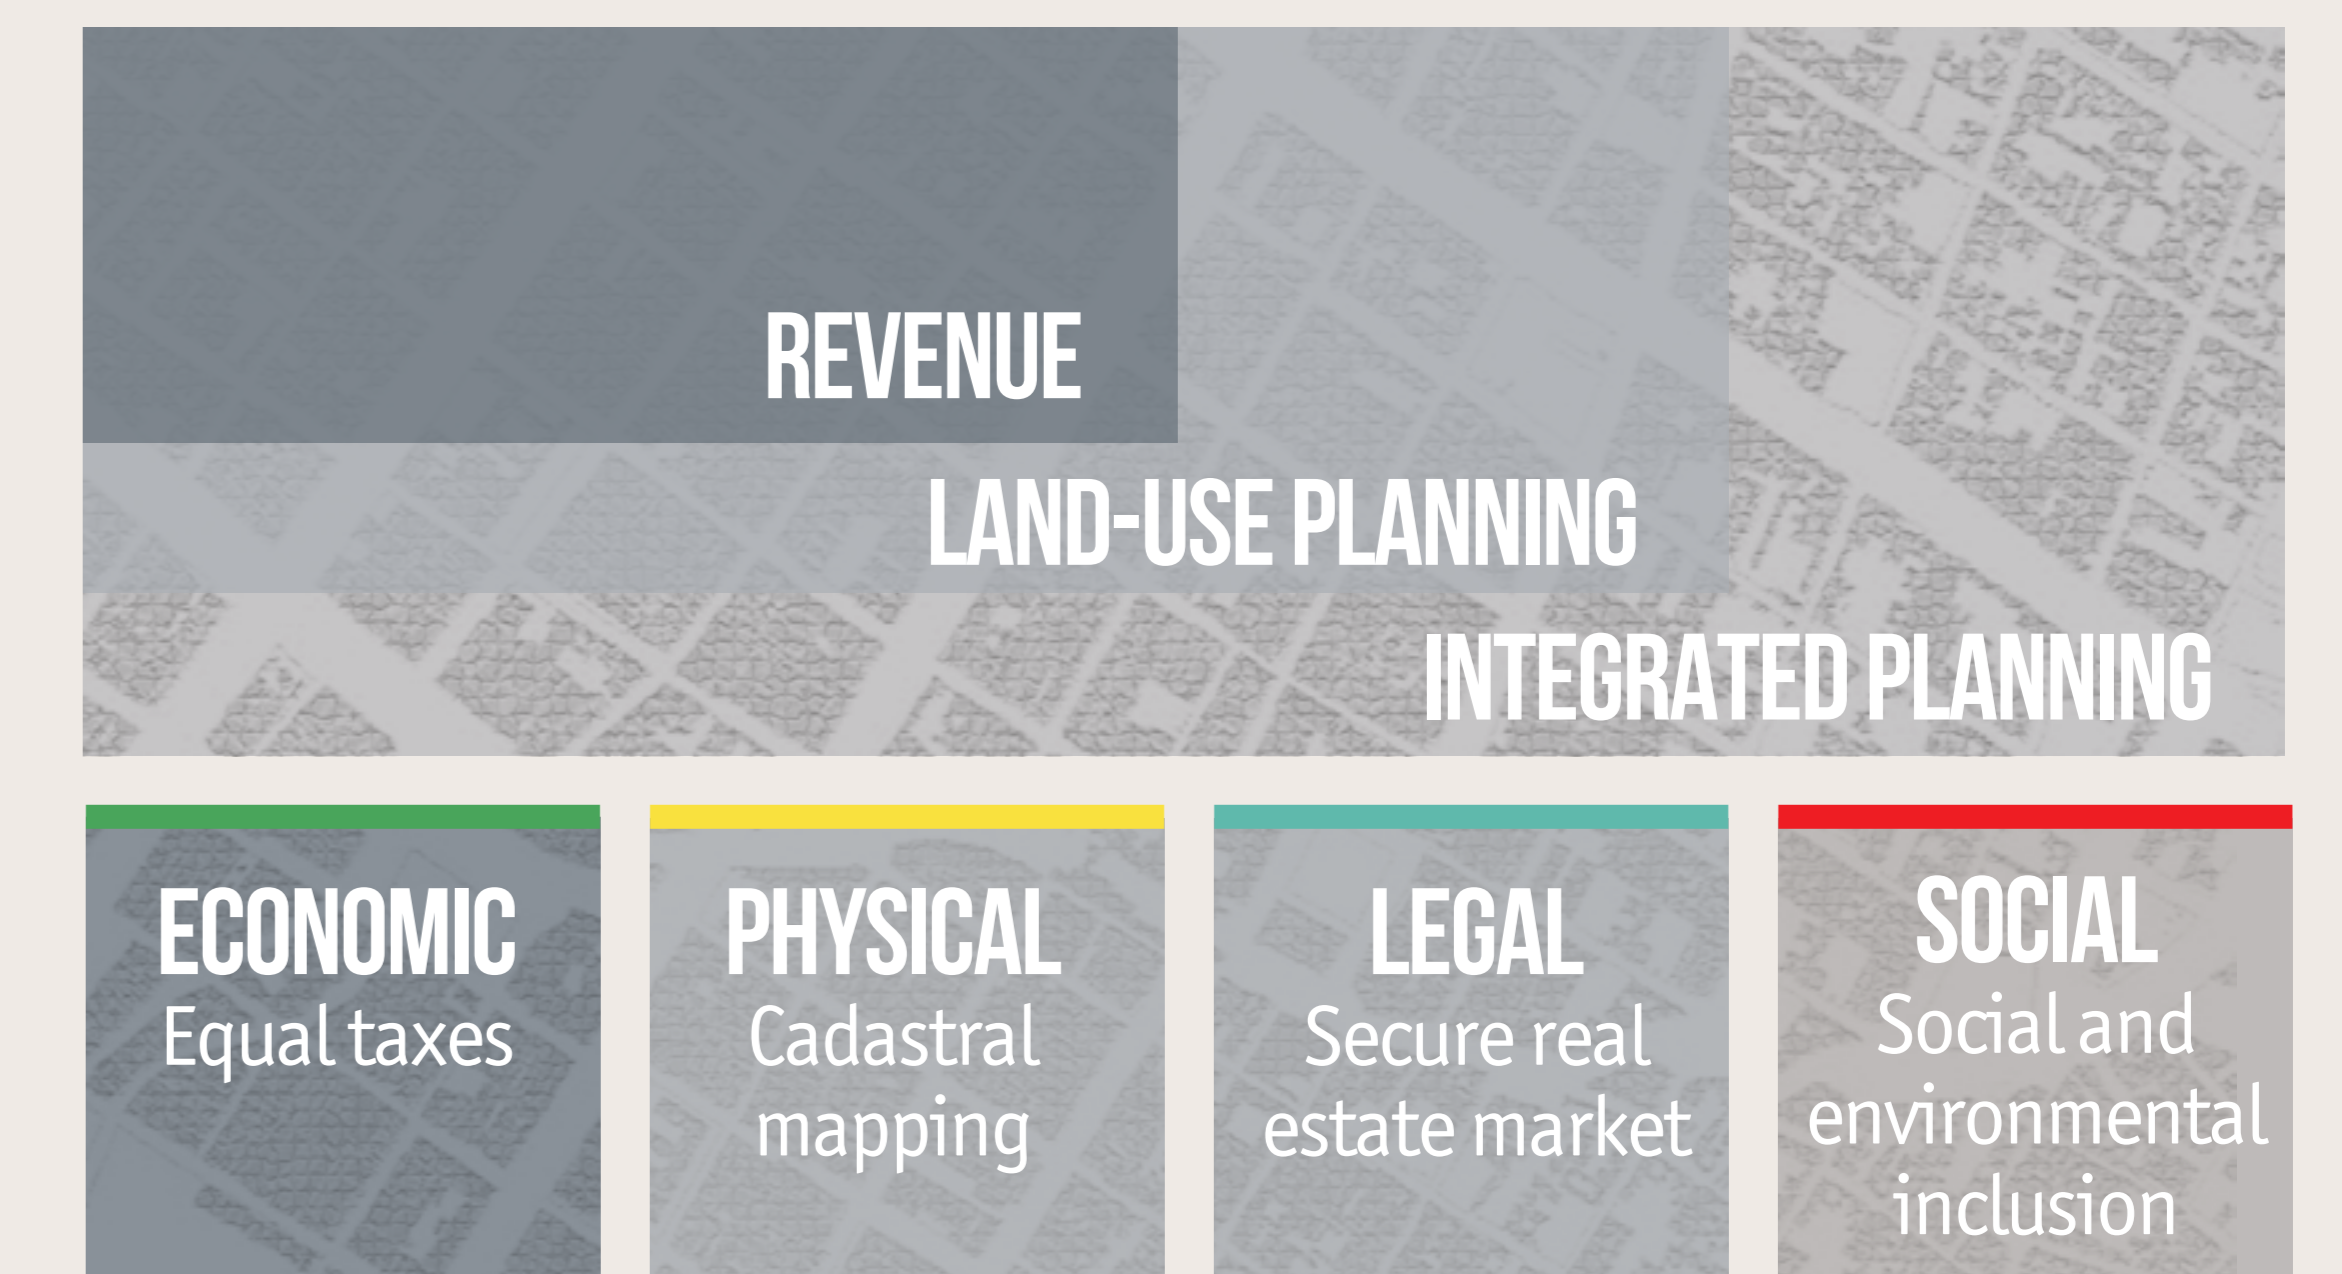 REVENUE
LAND-USE PLANNING
INTEGRATED PLANNING
ECONOMIC
Equal taxes
PHYSICAL
Cadastral
mapping
LEGAL
Secure real
estate market
SOCIAL
Social and
environmental
inclusion